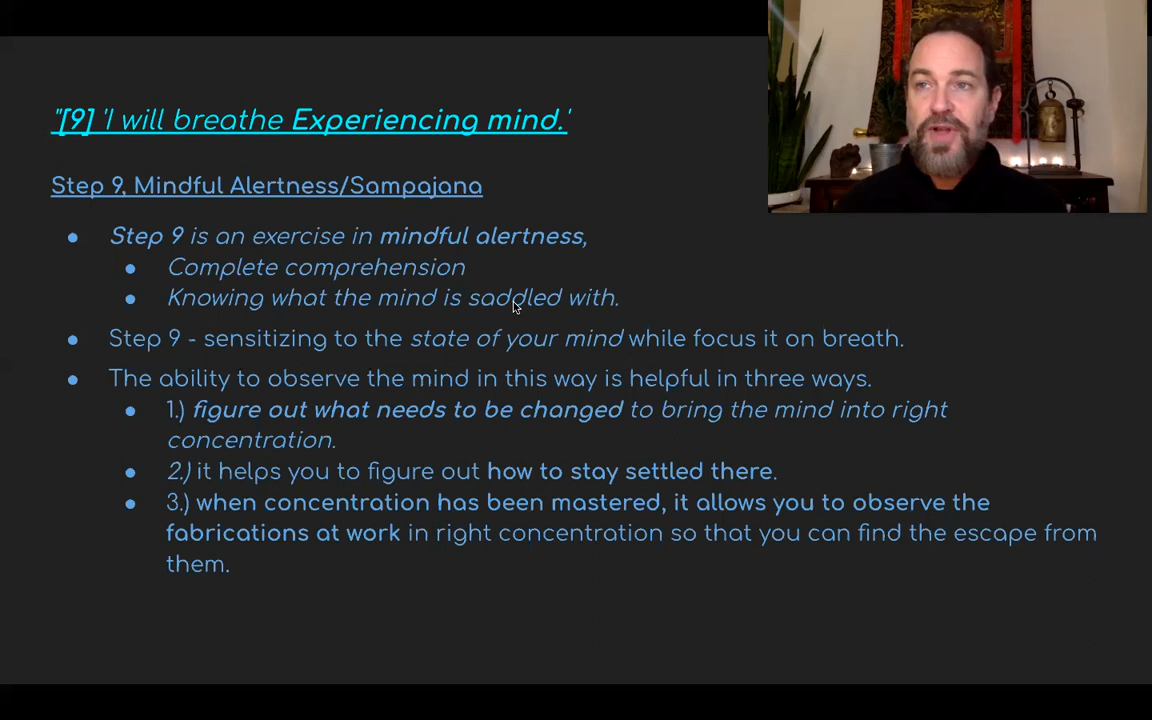 "[9] 'I will breathe Experiencing mind.'
Step 9, Mindful Alertness/Sampajana
● Step 9 is an exercise in mindful alertness,
● Complete comprehension
● Knowing what the mind is saddled with.
● Step 9 - sensitizing to the state of your mind while focus it on breath.
● The ability to observe the mind in this way is helpful in three ways.
● 1.) figure out what needs to be changed to bring the mind into right
concentration.
● 2.) it helps you to figure out how to stay settled there.
● 3.) when concentration has been mastered, it allows you to observe the
fabrications at work in right concentration so that you can find the escape from
them.